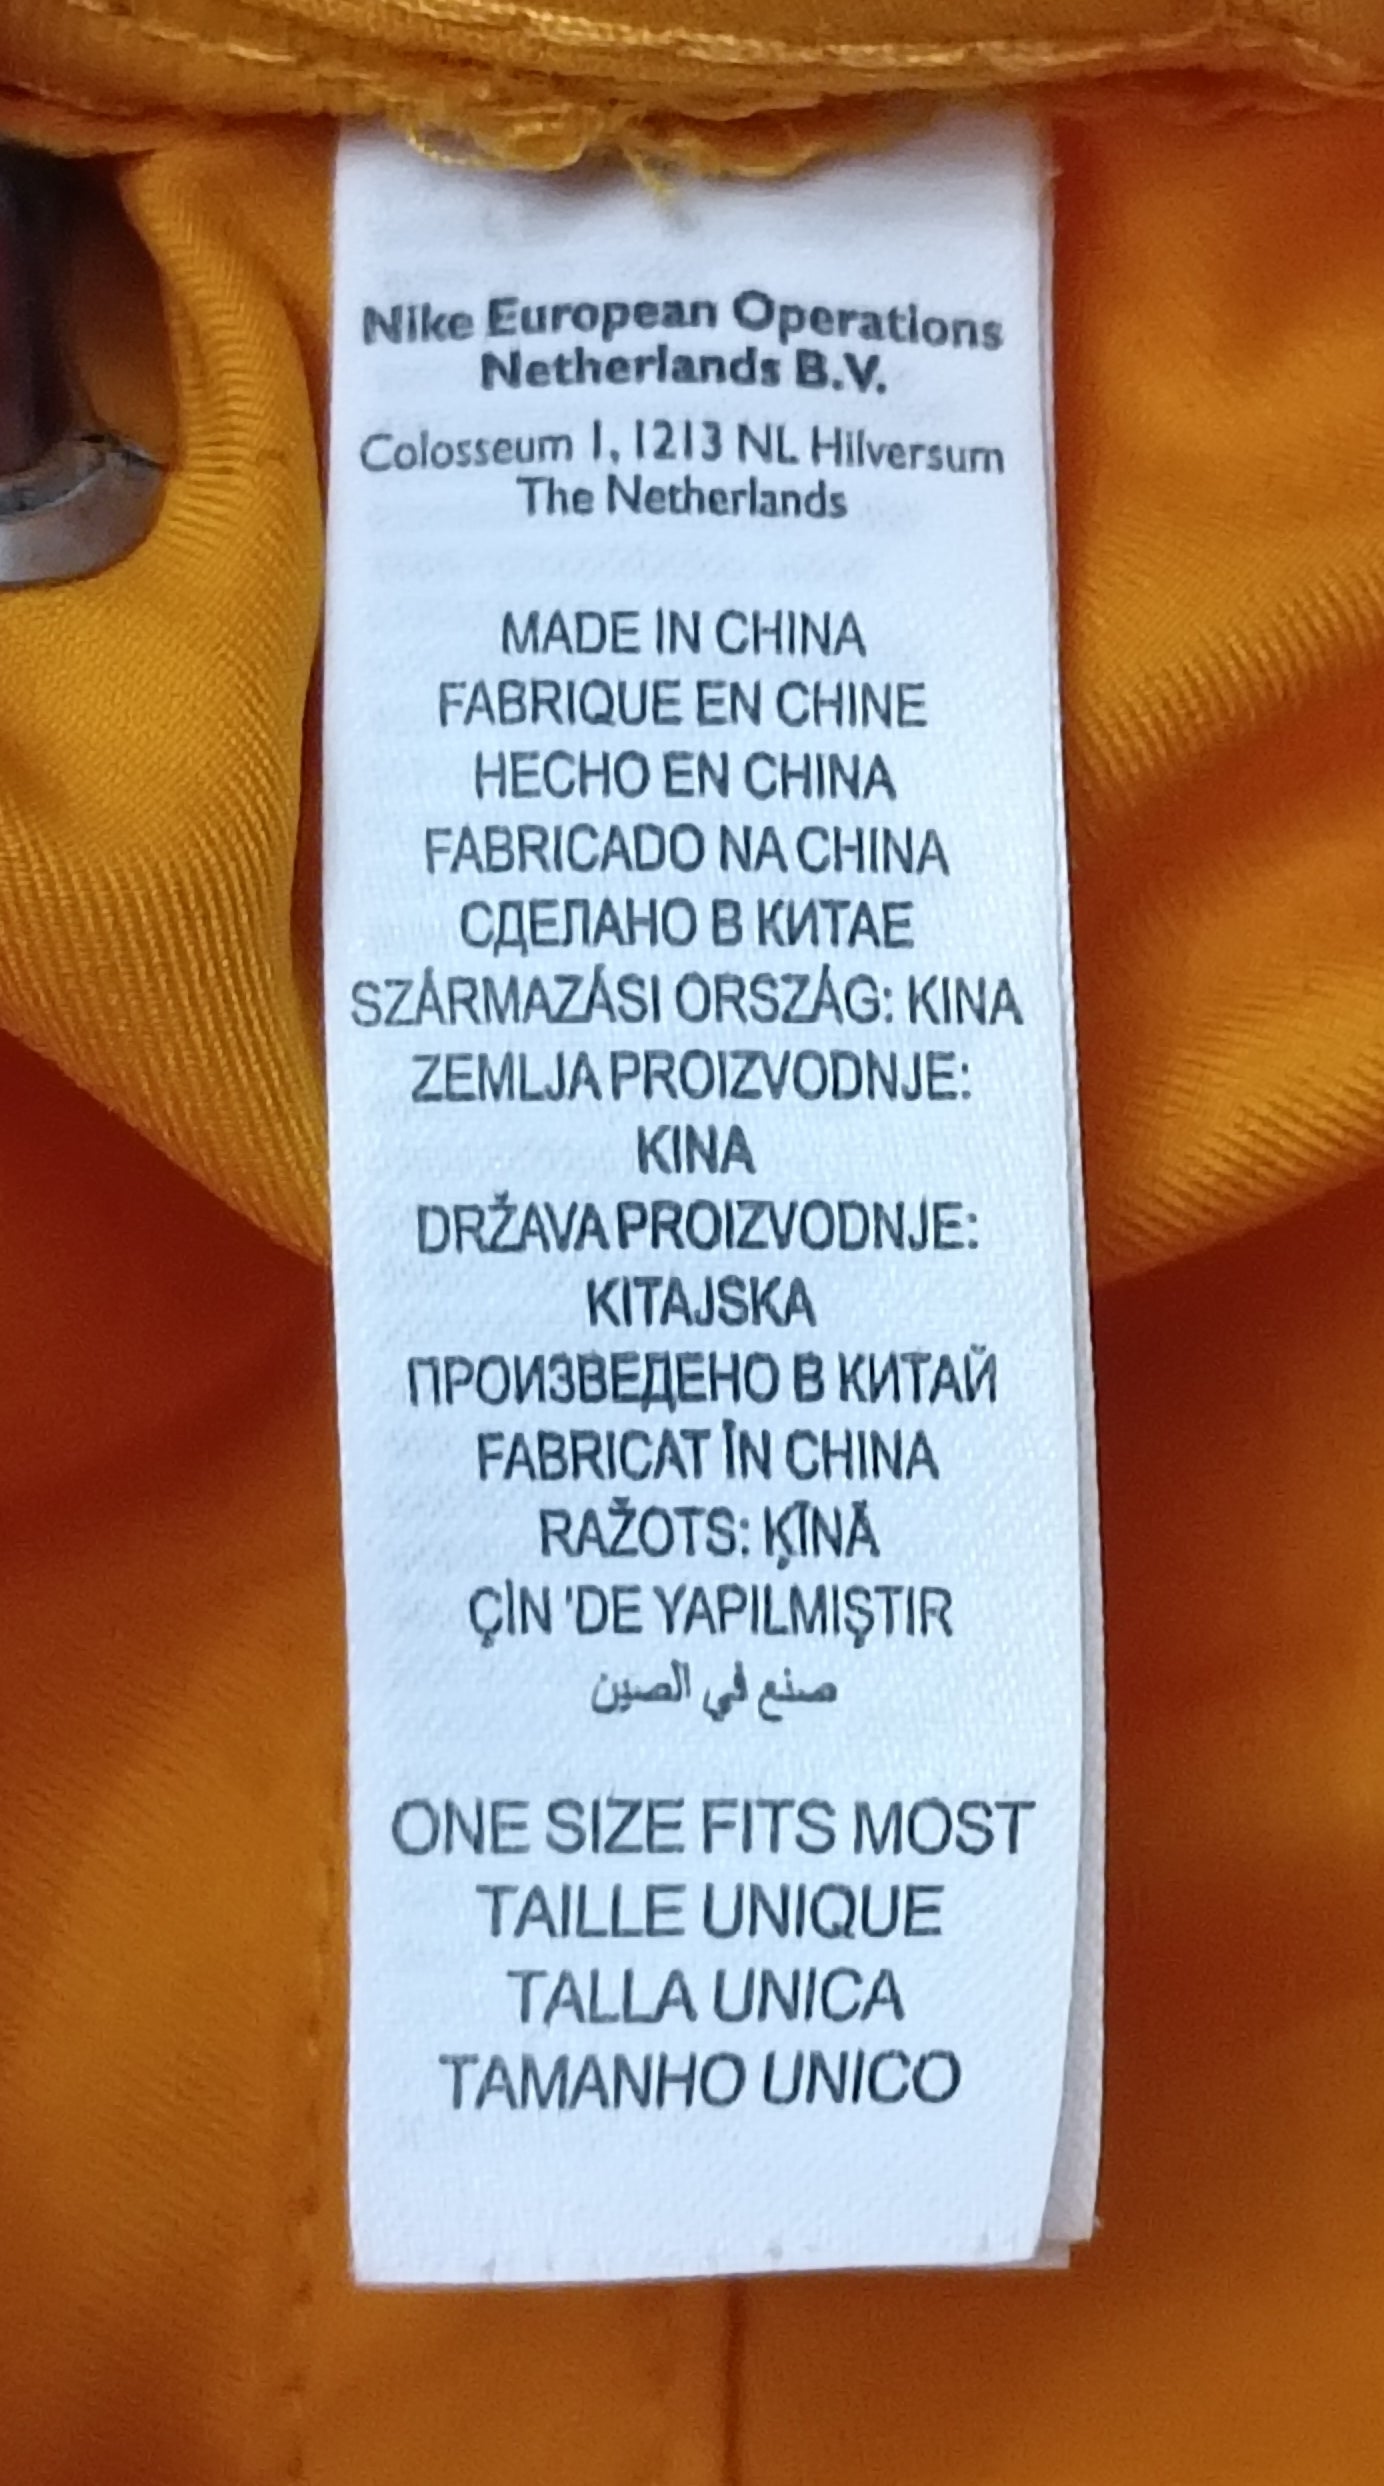 Nike European Operations
Netherlands B.V.
Colosseum 1, 1213 NL Hilversum
The Netherlands
MADE IN CHINA
FABRIQUE EN CHINE
HECHO EN CHINA
FABRICADO NA CHINA
СДЕЛАНО В КИТАЕ
SZÁRMAZÁSI ORSZÁG: KINA
ZEMLJA PROIZVODNJE:
KINA
DRŽAVA PROIZVODNJE:
KITAJSKA
ПРОИЗВЕДЕНО В КИТАЙ
FABRICAT ÎN CHINA
RAŽOTS: ĶĪNĀ
ÇİN 'DE YAPILMIŞTIR
صنع في الصين
ONE SIZE FITS MOST
TAILLE UNIQUE
TALLA UNICA
TAMANHO UNICO